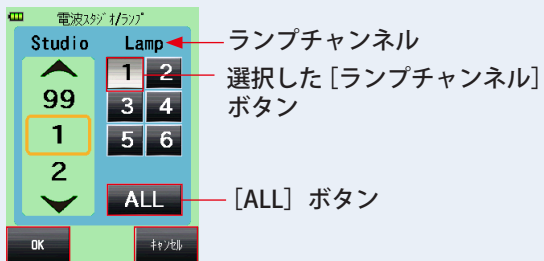 電波ｽﾀｼﾞｵ/ﾗﾝﾌﾟ
Studio Lamp
ランプチャンネル
99
1
2
1 2
3 4
5 6
選択した［ランプチャンネル］
ボタン
ALL
［ALL］ボタン
OK ｷｬﾝｾﾙ